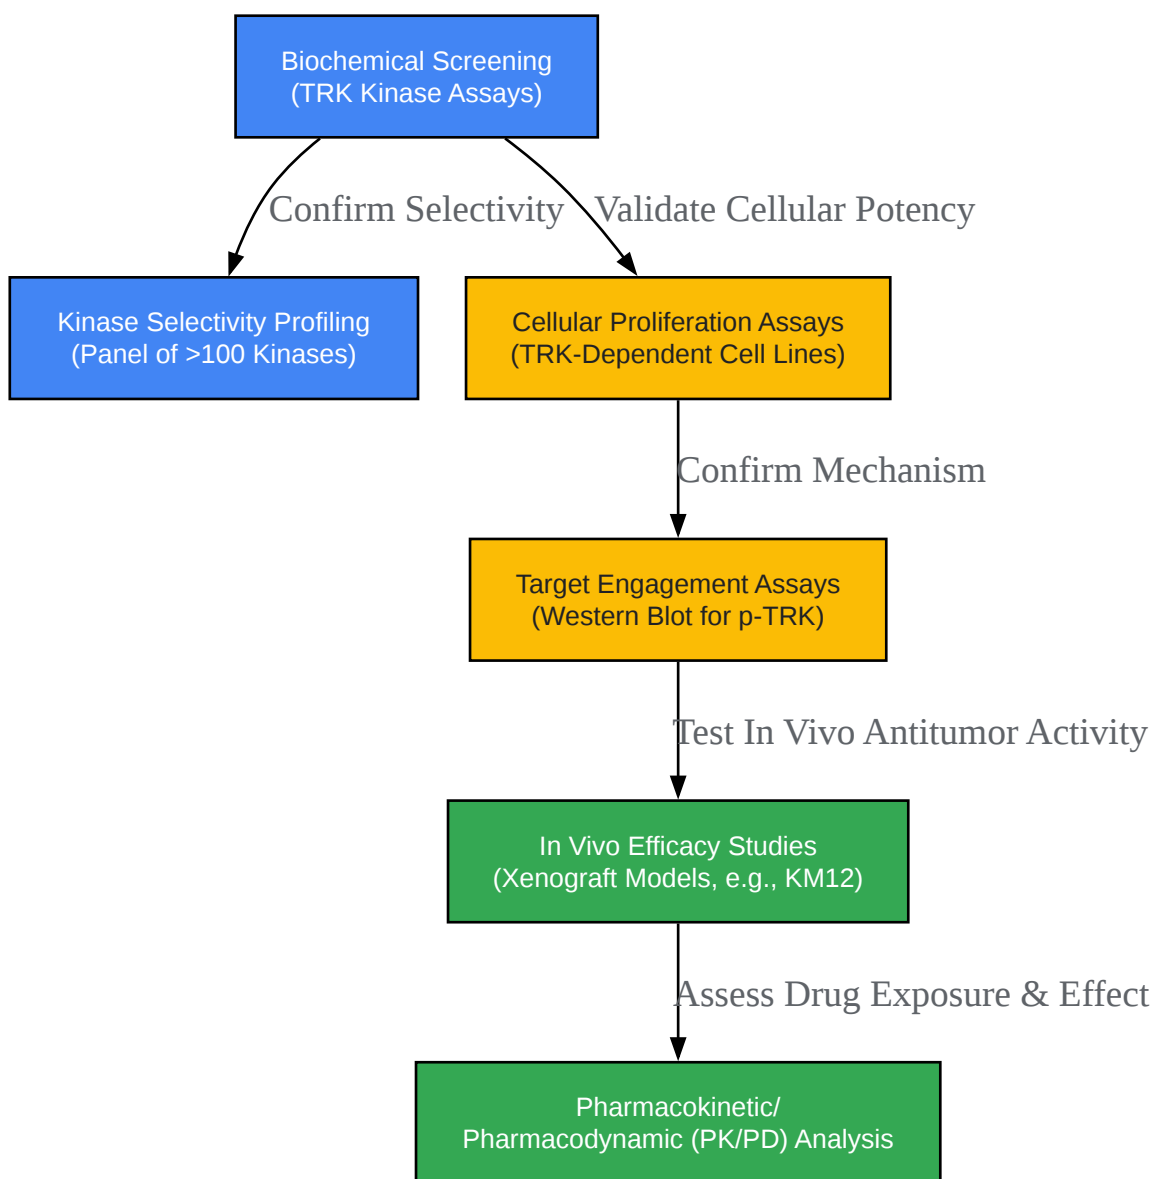 Biochemical Screening
(TRK Kinase Assays)
Confirm Selectivity
Validate Cellular Potency
Kinase Selectivity Profiling
(Panel of >100 Kinases)
Cellular Proliferation Assays
(TRK-Dependent Cell Lines)
Confirm Mechanism
Target Engagement Assays
(Western Blot for p-TRK)
Test In Vivo Antitumor Activity
In Vivo Efficacy Studies
(Xenograft Models, e.g., KM12)
Assess Drug Exposure & Effect
Pharmacokinetic/
Pharmacodynamic (PK/PD) Analysis